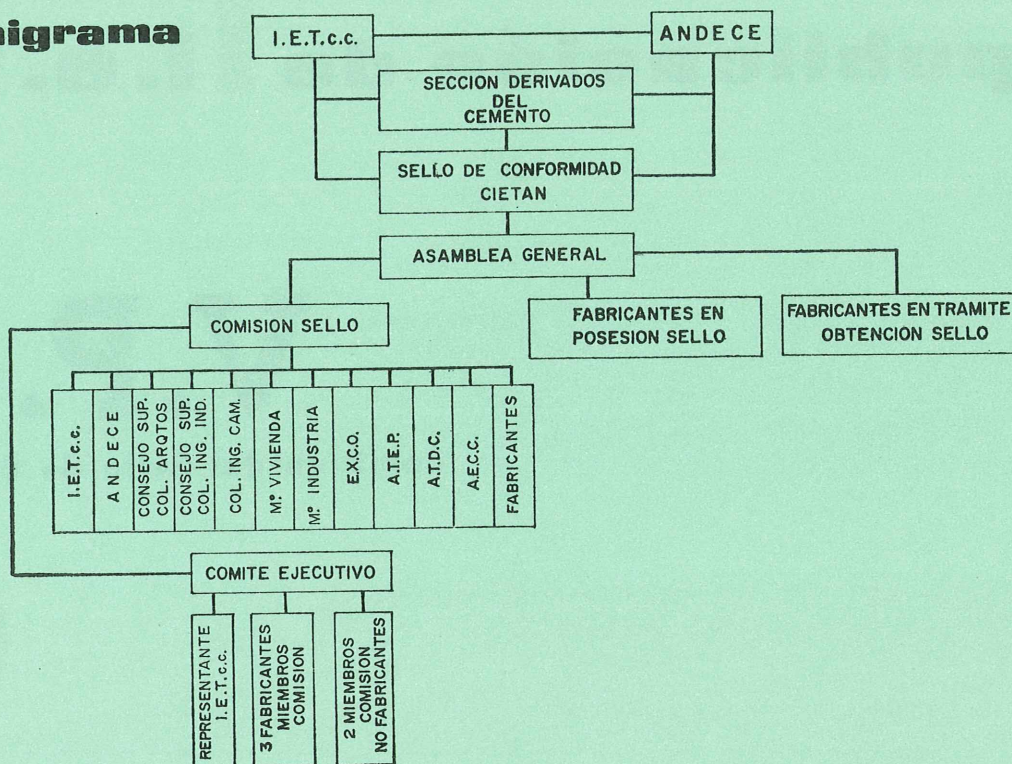 nigrama
I.E.T.c.c.
ANDECE
SECCION DERIVADOS
DEL
CEMENTO
SELLO DE CONFORMIDAD
CIETAN
ASAMBLEA GENERAL
COMISION SELLO
FABRICANTES EN
POSESION SELLO
FABRICANTES EN TRAMITE
OBTENCION SELLO
I.E.T.c.c.
ANDECE
CONSEJO SUP.
COL. ARQTOS
CONSEJO SUP.
COL. ING. IND.
COL. ING. CAM.
Mº VIVIENDA
Mº INDUSTRIA
E.X.C.O.
A.T.E.P.
A.T.D.C.
A.E.C.C.
FABRICANTES
COMITE EJECUTIVO
REPRESENTANTE
I.E.T.c.c.
3 FABRICANTES
MIEMBROS
COMISION
2 MIEMBROS
COMISION
NO FABRICANTES